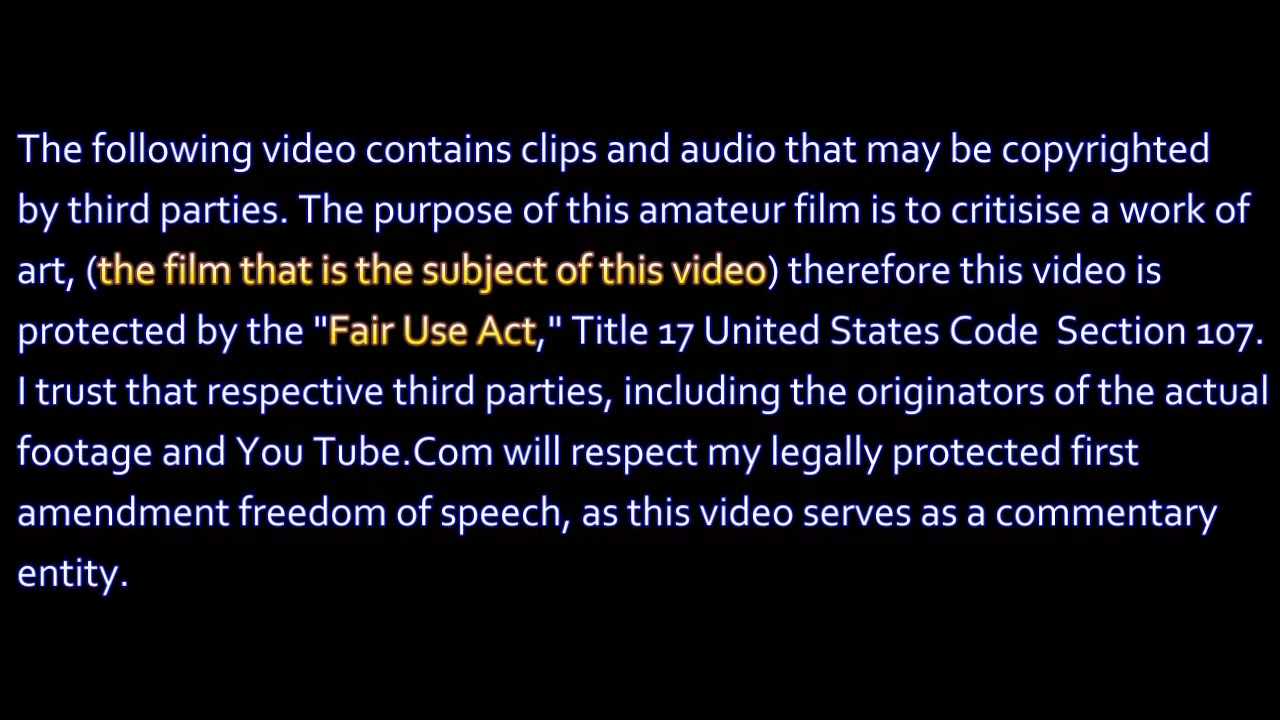 The following video contains clips and audio that may be copyrighted
by third parties. The purpose of this amateur film is to critisise a work of
art, (the film that is the subject of this video) therefore this video is
protected by the "Fair Use Act," Title 17 United States Code  Section 107.
I trust that respective third parties, including the originators of the actual
footage and You Tube.Com will respect my legally protected first
amendment freedom of speech, as this video serves as a commentary
entity.